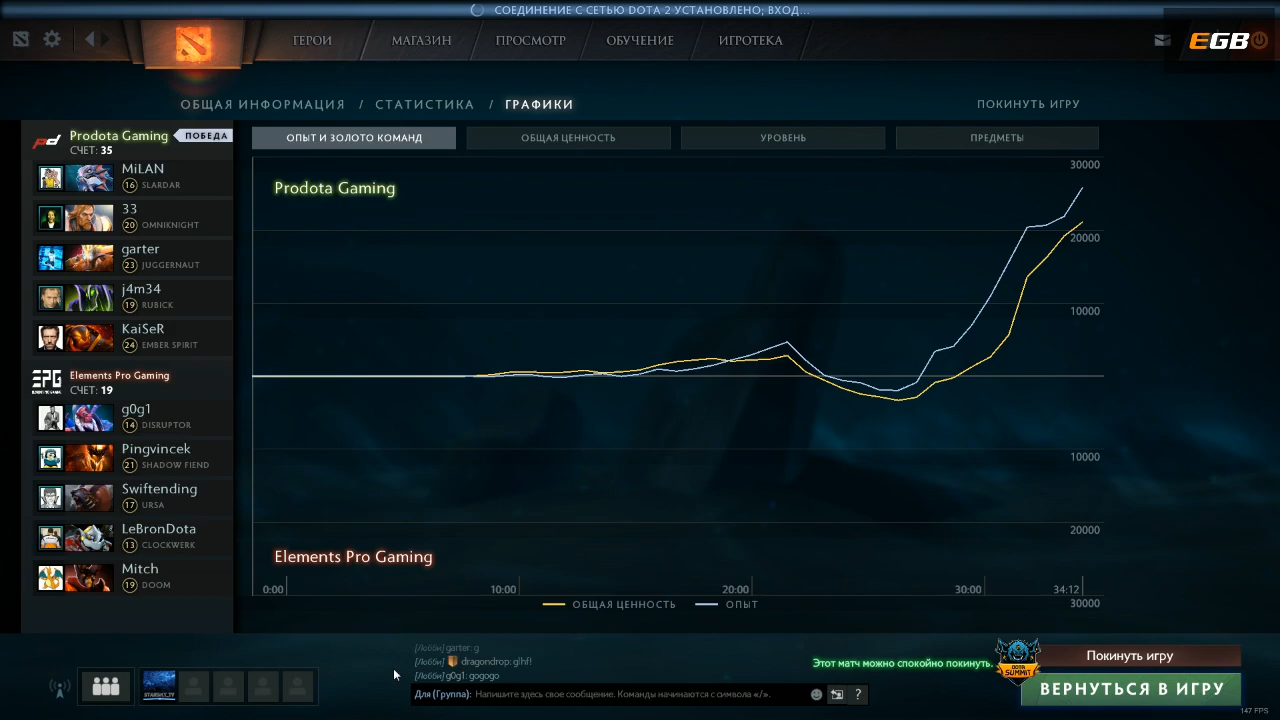 СОЕДИНЕНИЕ С СЕТЬЮ DOTA 2 УСТАНОВЛЕНО; ВХОД...
ГЕРОИ МАГАЗИН ПРОСМОТР ОБУЧЕНИЕ ИГРОТЕКА
EGB
ОБЩАЯ ИНФОРМАЦИЯ / СТАТИСТИКА / ГРАФИКИ
ПОКИНУТЬ ИГРУ
pd Prodota Gaming ПОБЕДА
СЧЕТ: 35
MiLAN
16 SLARDAR
33
20 OMNIKNIGHT
garter
23 JUGGERNAUT
j4m34
19 RUBICK
KaiSeR
24 EMBER SPIRIT
EPG Elements Pro Gaming
СЧЕТ: 19
g0g1
14 DISRUPTOR
Pingvincek
21 SHADOW FIEND
Swiftending
17 URSA
LeBronDota
13 CLOCKWERK
Mitch
19 DOOM
ОПЫТ И ЗОЛОТО КОМАНД ОБЩАЯ ЦЕННОСТЬ УРОВЕНЬ ПРЕДМЕТЫ
30000
Prodota Gaming
20000
10000
10000
20000
Elements Pro Gaming
0:00 10:00 20:00 30:00 34:12
30000
ОБЩАЯ ЦЕННОСТЬ ОПЫТ
[Лобби] garter: g
[Лобби] dragondrop: glhf!
[Лобби] g0g1: gogogo
Для (Группа): Напишите здесь свое сообщение. Команды начинаются с символа «/».
?
STARSMIX.TV
Этот матч можно спокойно покинуть.
DOTA SUMMIT
Покинуть игру
ВЕРНУТЬСЯ В ИГРУ
147 FPS